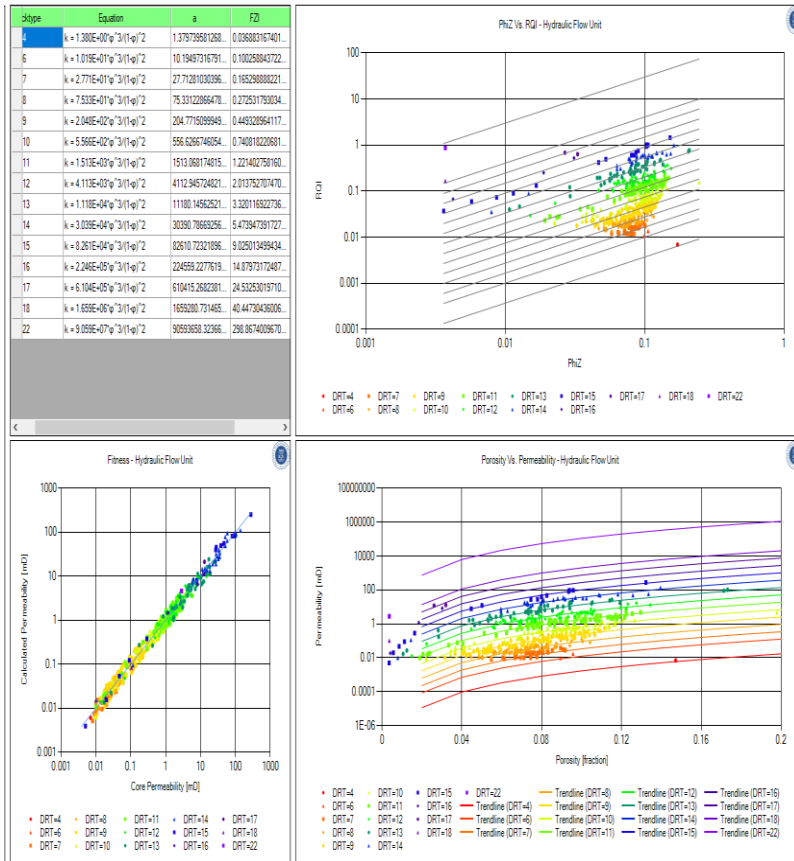 cktype Equation a FZI
4 k = 1.380E+00*φ^3/(1-φ)^2 1.379739581268... 0.036883167401...
6 k = 1.019E+01*φ^3/(1-φ)^2 10.19497316791... 0.100258843722...
7 k = 2.771E+01*φ^3/(1-φ)^2 27.71281030396... 0.165298888221...
8 k = 7.533E+01*φ^3/(1-φ)^2 75.33122866478... 0.272531793034...
9 k = 2.048E+02*φ^3/(1-φ)^2 204.7715099949... 0.449328964117...
10 k = 5.566E+02*φ^3/(1-φ)^2 556.6266746054... 0.740818220681...
11 k = 1.513E+03*φ^3/(1-φ)^2 1513.068174815... 1.221402758160...
12 k = 4.113E+03*φ^3/(1-φ)^2 4112.945724821... 2.013752707470...
13 k = 1.118E+04*φ^3/(1-φ)^2 11180.14562521... 3.320116922736...
14 k = 3.039E+04*φ^3/(1-φ)^2 30390.78669256... 5.473947391727...
15 k = 8.261E+04*φ^3/(1-φ)^2 82610.72321896... 9.025013499434...
16 k = 2.246E+05*φ^3/(1-φ)^2 224559.2277619... 14.87973172487...
17 k = 6.104E+05*φ^3/(1-φ)^2 610415.2682381... 24.53253019710...
18 k = 1.659E+06*φ^3/(1-φ)^2 1659280.731465... 40.44730436006...
22 k = 9.059E+07*φ^3/(1-φ)^2 90593658.32366... 298.8674009670...
PhiZ Vs. RQI - Hydraulic Flow Unit
RQI
100
10
1
0.1
0.01
0.001
0.0001
0.001 0.01 0.1 1
PhiZ
DRT=4 DRT=7 DRT=9 DRT=11 DRT=13 DRT=15 DRT=17 DRT=18 DRT=22
DRT=6 DRT=8 DRT=10 DRT=12 DRT=14 DRT=16
Fitness - Hydraulic Flow Unit
Calculated Permeability [mD]
1000
100
10
1
0.1
0.01
0.001
0.001 0.01 0.1 1 10 100 1000
Core Permeability [mD]
DRT=4 DRT=8 DRT=11 DRT=14 DRT=17
DRT=6 DRT=9 DRT=12 DRT=15 DRT=18
DRT=7 DRT=10 DRT=13 DRT=16 DRT=22
Porosity Vs. Permeability - Hydraulic Flow Unit
Permeability [mD]
100000000
1000000
10000
100
1
0.01
0.0001
1E-06
0 0.04 0.08 0.12 0.16 0.2
Porosity [fraction]
DRT=4 DRT=10 DRT=15 DRT=22 Trendline (DRT=8) Trendline (DRT=12) Trendline (DRT=16)
DRT=6 DRT=11 DRT=16 Trendline (DRT=4) Trendline (DRT=9) Trendline (DRT=13) Trendline (DRT=17)
DRT=7 DRT=12 DRT=17 Trendline (DRT=6) Trendline (DRT=10) Trendline (DRT=14) Trendline (DRT=18)
DRT=8 DRT=13 DRT=18 Trendline (DRT=7) Trendline (DRT=11) Trendline (DRT=15) Trendline (DRT=22)
DRT=9 DRT=14